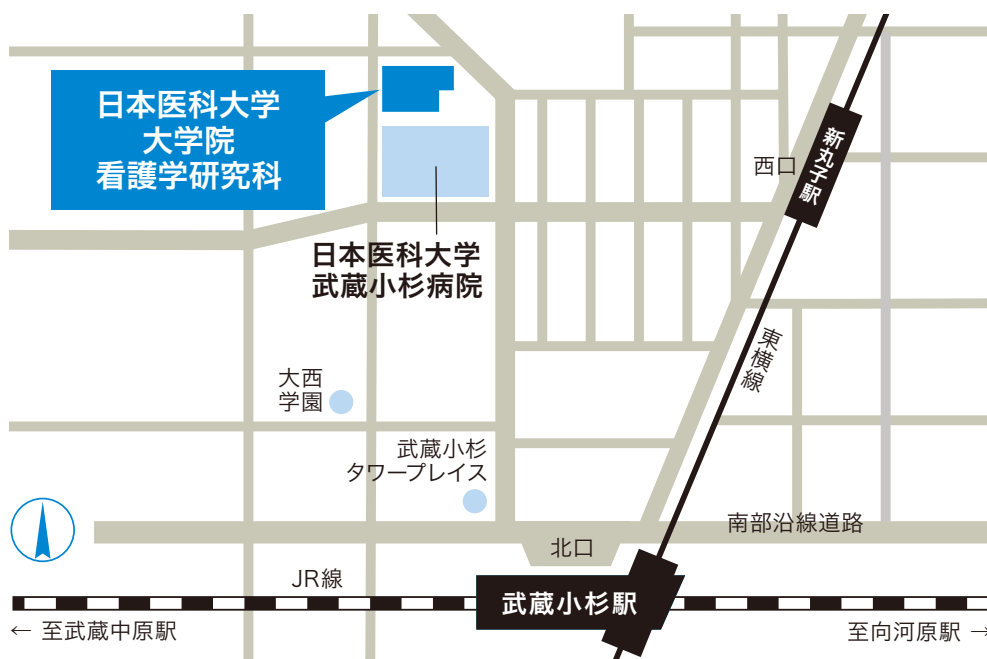 日本医科大学
大学院
看護学研究科
新丸子駅
西口
日本医科大学
武蔵小杉病院
東横線
大西
学園
武蔵小杉
タワープレイス
南部沿線道路
北口
JR線
武蔵小杉駅
← 至武蔵中原駅
至向河原駅 →